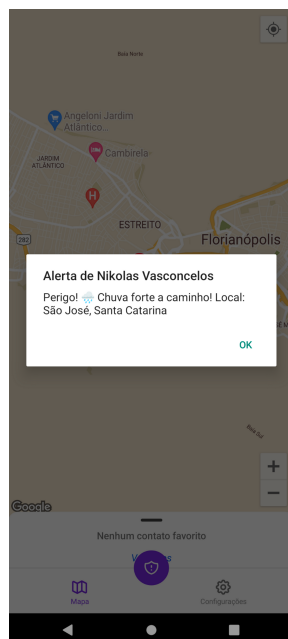 Baía Norte
Angeloni Jardim
Atlântico...
JARDIM
ATLÂNTICO
Cambirela
H
ESTREITO
282
Florianópolis
Alerta de Nikolas Vasconcelos
Perigo! 🌧️ Chuva forte a caminho! Local:
São José, Santa Catarina
OK
Baía Sul
+
−
Google
Nenhum contato favorito
Mapa
Configurações